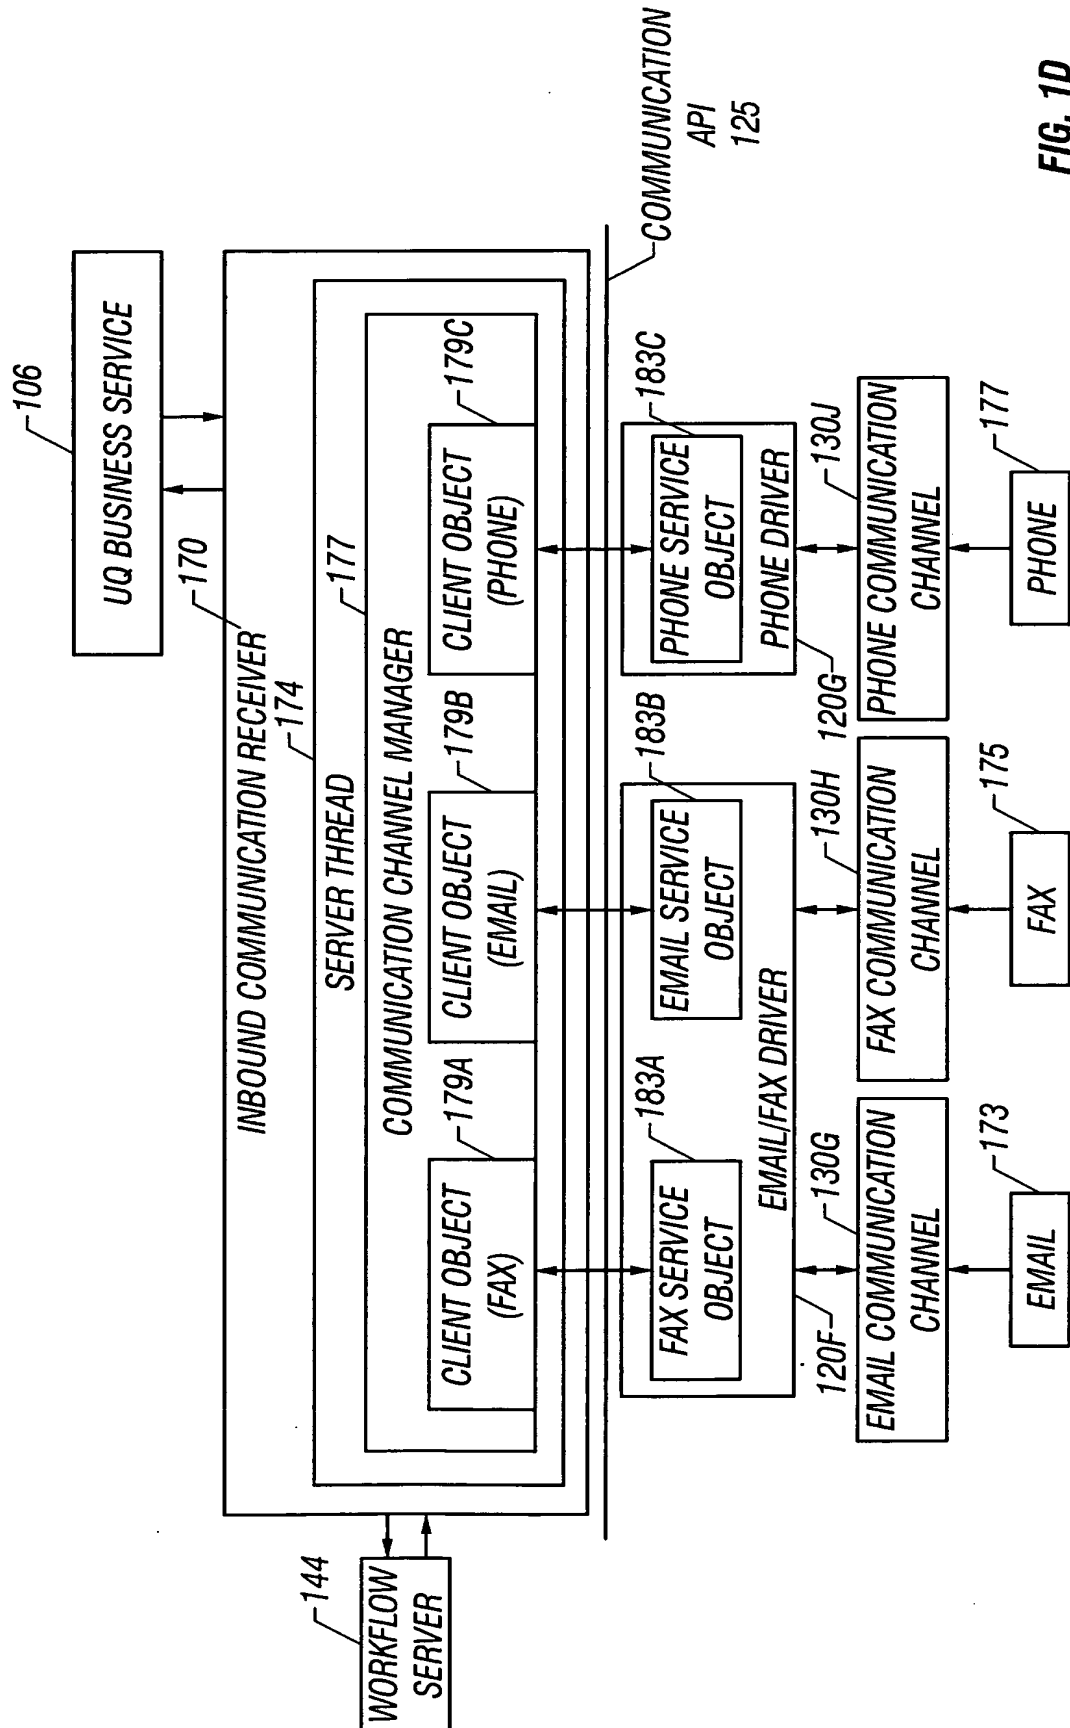 106
UQ BUSINESS SERVICE
170
INBOUND COMMUNICATION RECEIVER
174
SERVER THREAD
177
COMMUNICATION CHANNEL MANAGER
179A
CLIENT OBJECT
(FAX)
179B
CLIENT OBJECT
(EMAIL)
179C
CLIENT OBJECT
(PHONE)
144
WORKFLOW
SERVER
COMMUNICATION
API
125
183A
FAX SERVICE
OBJECT
183B
EMAIL SERVICE
OBJECT
EMAIL/FAX DRIVER
120F
183C
PHONE SERVICE
OBJECT
PHONE DRIVER
120G
130G
EMAIL COMMUNICATION
CHANNEL
130H
FAX COMMUNICATION
CHANNEL
130J
PHONE COMMUNICATION
CHANNEL
173
EMAIL
175
FAX
177
PHONE
FIG. 1D